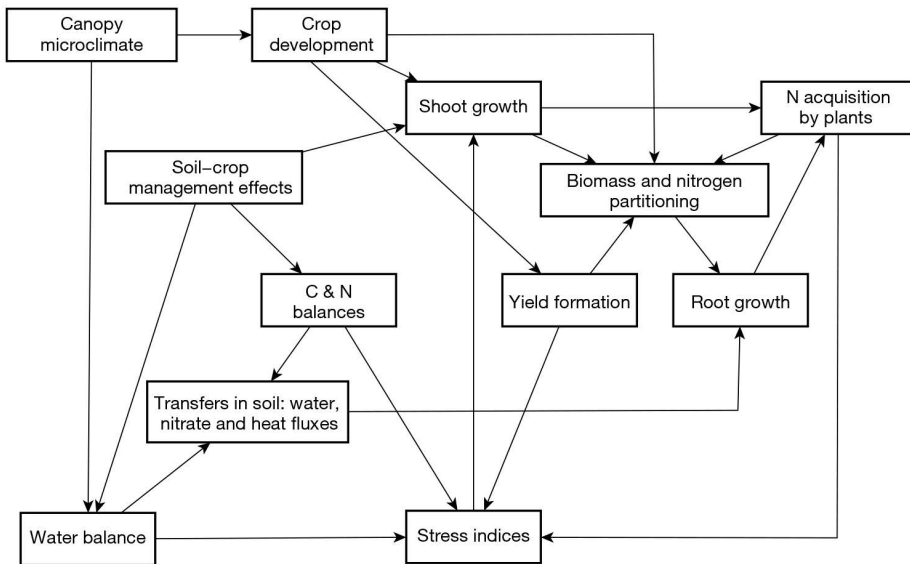 Canopy
microclimate
Crop
development
Shoot growth
N acquisition
by plants
Soil–crop
management effects
Biomass and nitrogen
partitioning
C & N
balances
Yield formation
Root growth
Transfers in soil: water,
nitrate and heat fluxes
Water balance
Stress indices